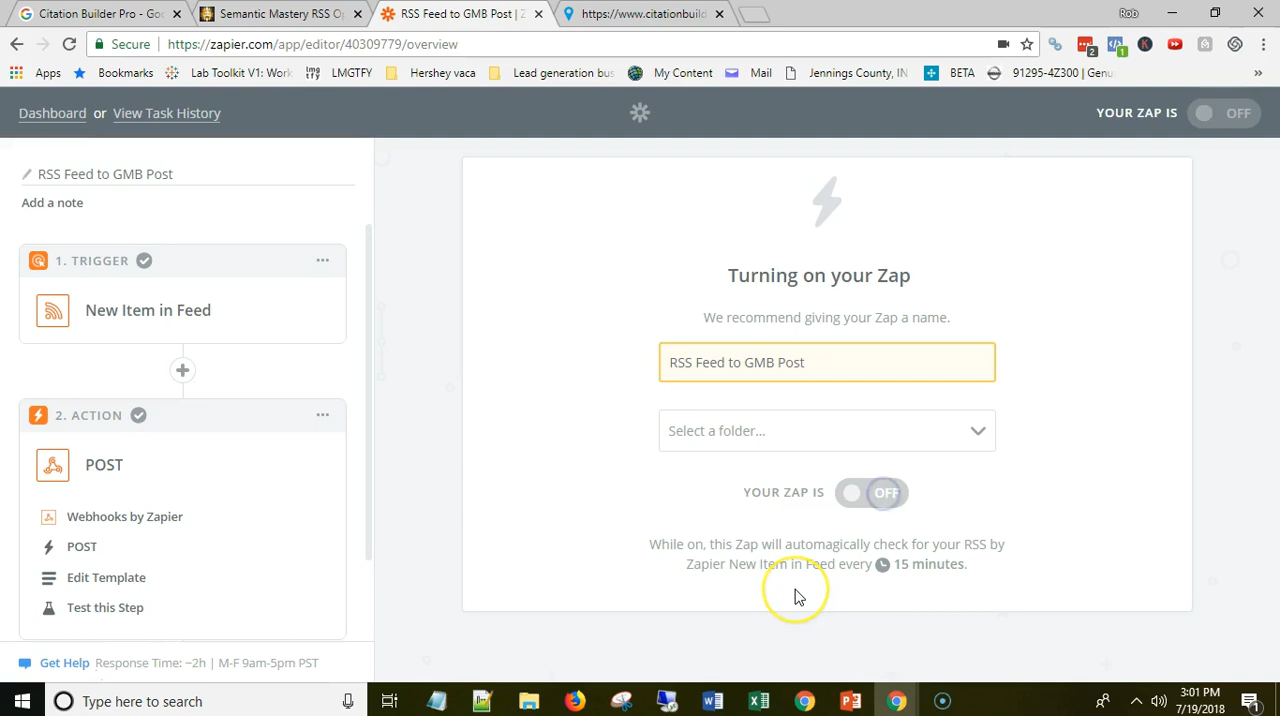 Citation Builder Pro - Goo
Semantic Mastery RSS Op
RSS Feed to GMB Post | Z
https://www.citationbuild
Rob
Secure
https://zapier.com/app/editor/40309779/overview
Apps
Bookmarks
Lab Toolkit V1: Work
LMGTFY
Hershey vaca
Lead generation bus
My Content
Mail
Jennings County, IN
BETA
91295-4Z300 | Genu
»
Dashboard or View Task History
YOUR ZAP IS OFF
RSS Feed to GMB Post
Add a note
1. TRIGGER
New Item in Feed
2. ACTION
POST
Webhooks by Zapier
POST
Edit Template
Test this Step
Get Help Response Time: ~2h | M-F 9am-5pm PST
Turning on your Zap
We recommend giving your Zap a name.
RSS Feed to GMB Post
Select a folder...
YOUR ZAP IS OFF
While on, this Zap will automagically check for your RSS by
Zapier New Item in Feed every 15 minutes.
Type here to search
3:01 PM
7/19/2018